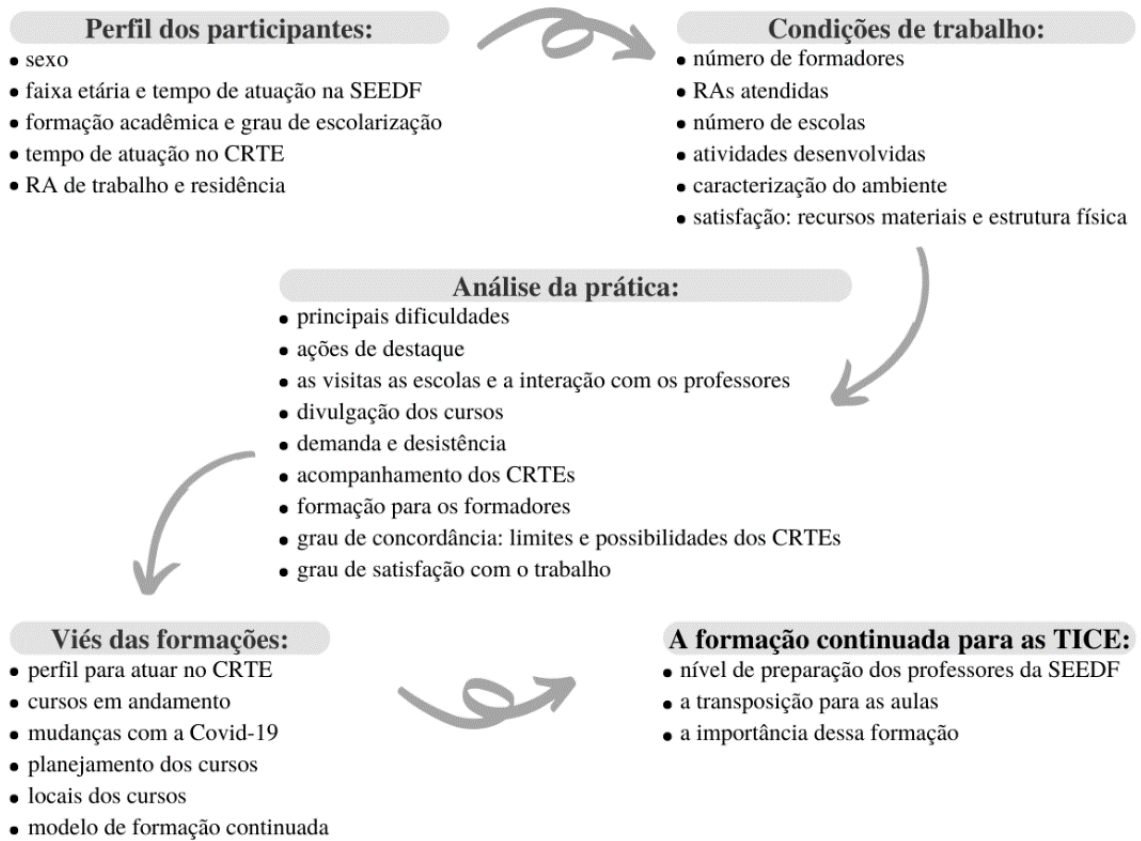 Perfil dos participantes:
• sexo
• faixa etária e tempo de atuação na SEEDF
• formação acadêmica e grau de escolarização
• tempo de atuação no CRTE
• RA de trabalho e residência
Condições de trabalho:
• número de formadores
• RAs atendidas
• número de escolas
• atividades desenvolvidas
• caracterização do ambiente
• satisfação: recursos materiais e estrutura física
Análise da prática:
• principais dificuldades
• ações de destaque
• as visitas as escolas e a interação com os professores
• divulgação dos cursos
• demanda e desistência
• acompanhamento dos CRTEs
• formação para os formadores
• grau de concordância: limites e possibilidades dos CRTEs
• grau de satisfação com o trabalho
Viés das formações:
• perfil para atuar no CRTE
• cursos em andamento
• mudanças com a Covid-19
• planejamento dos cursos
• locais dos cursos
• modelo de formação continuada
A formação continuada para as TICE:
• nível de preparação dos professores da SEEDF
• a transposição para as aulas
• a importância dessa formação